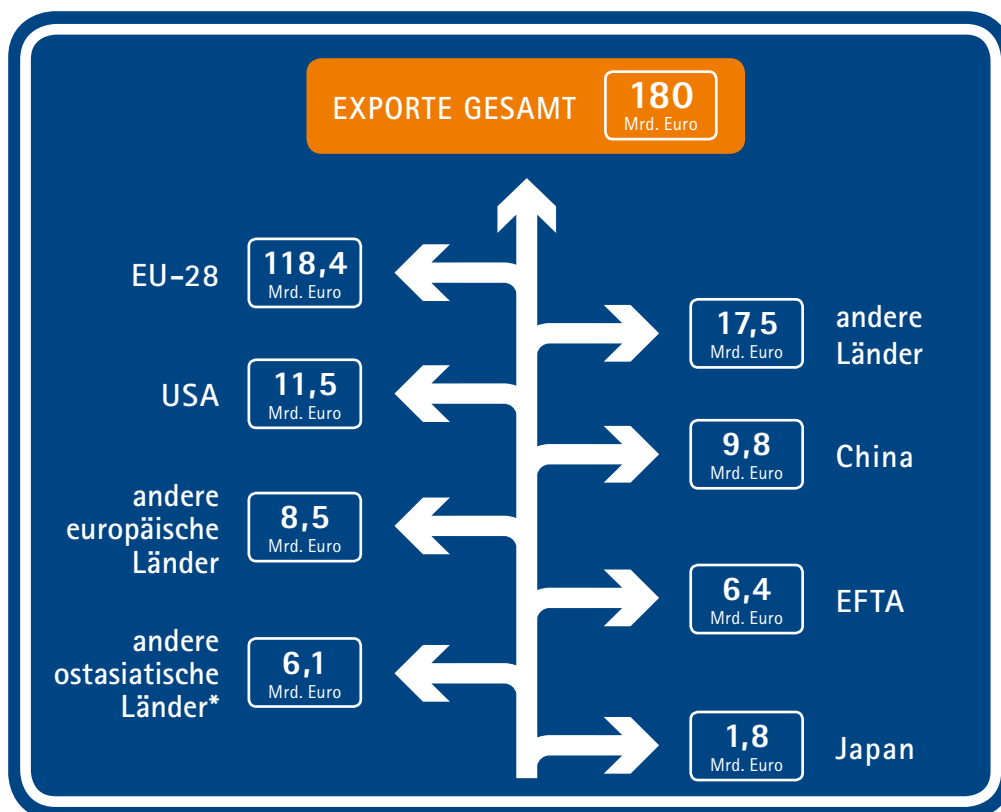 EXPORTE GESAMT
180
Mrd. Euro
EU-28
118,4
Mrd. Euro
17,5
Mrd. Euro
andere
Länder
USA
11,5
Mrd. Euro
9,8
Mrd. Euro
China
andere
europäische
Länder
8,5
Mrd. Euro
6,4
Mrd. Euro
EFTA
andere
ostasiatische
Länder*
6,1
Mrd. Euro
1,8
Mrd. Euro
Japan